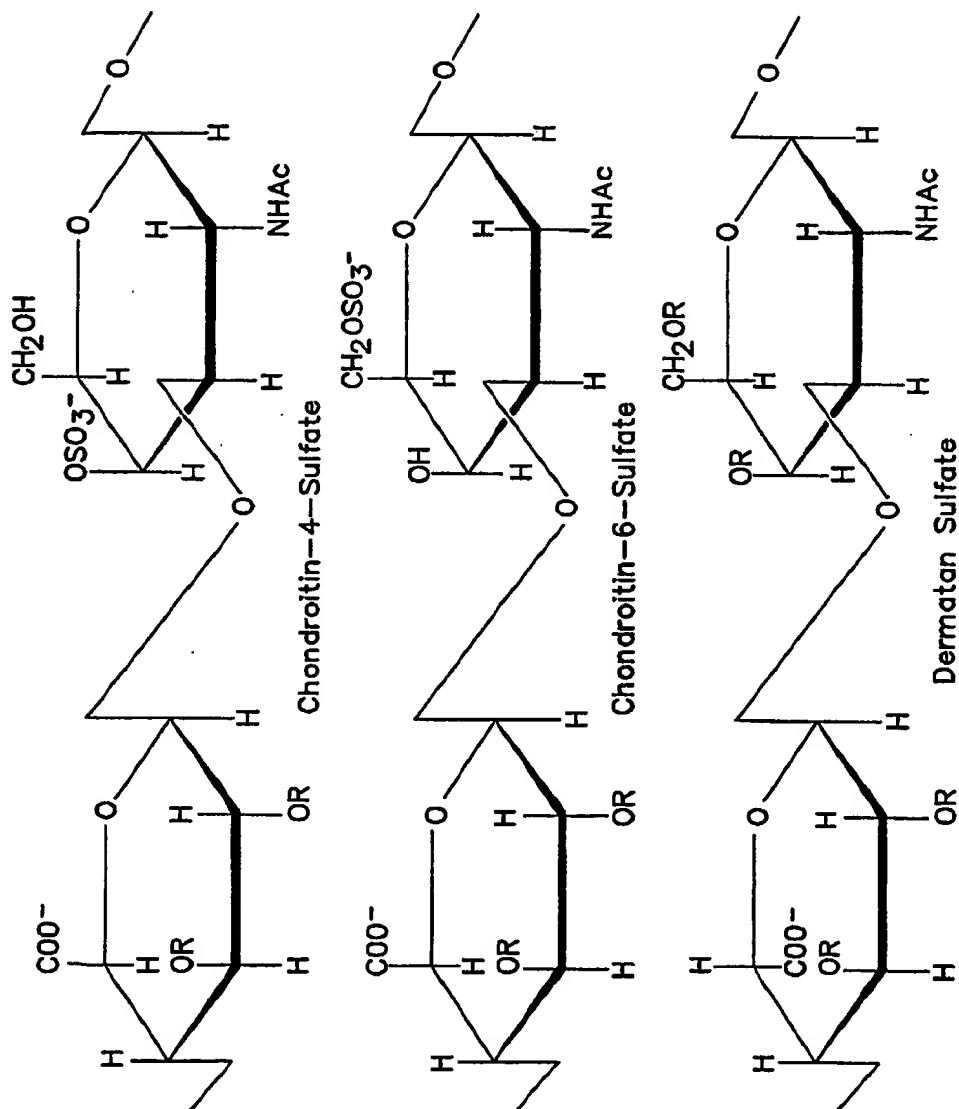 CH₂OH
COO⁻ OSO₃⁻ O O
O
H H
H H
OR H H H
H O H
OR NHAc
H H
Chondroitin–4–Sulfate
CH₂OSO₃⁻
COO⁻ OH O O
O
H H
H H
OR H H H
H O H
OR NHAc
H H
Chondroitin–6–Sulfate
CH₂OR
H OR O O
O
H H
COO⁻ H
OR H H H
H O H
OR NHAc
H H
Dermatan Sulfate